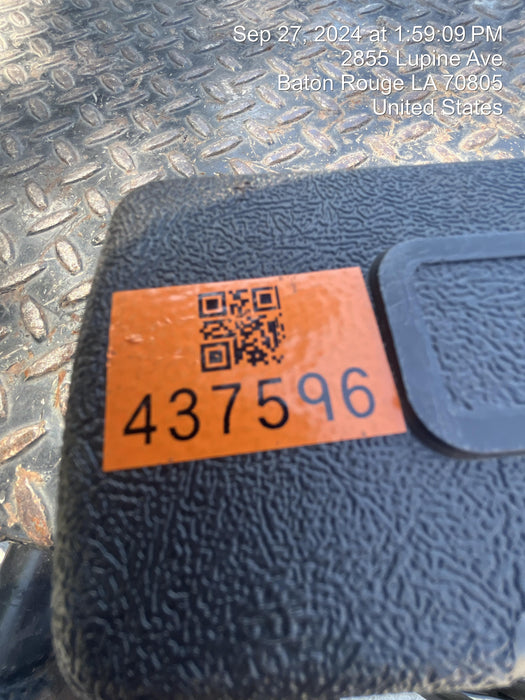 Sep 27, 2024 at 1:59:09 PM
2855 Lupine Ave
Baton Rouge LA 70805
United States
437596